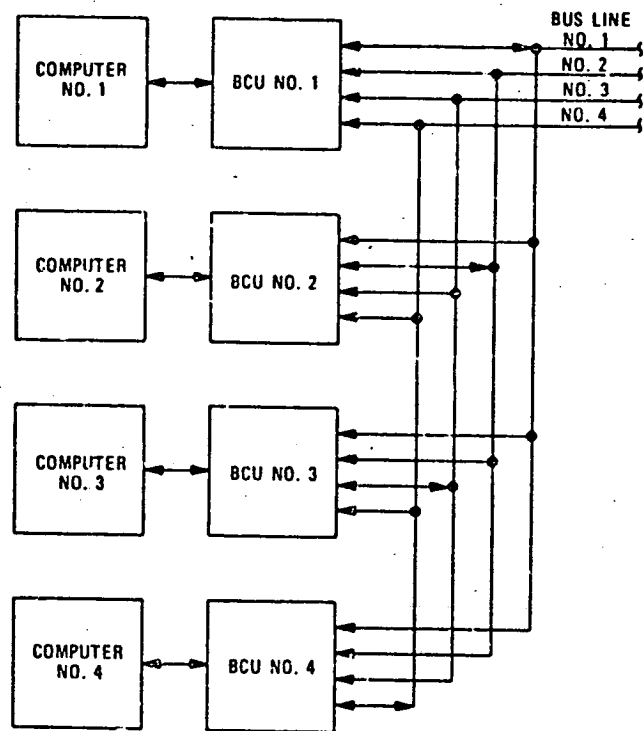 BUS LINE
NO. 1
NO. 2
NO. 3
NO. 4
COMPUTER
NO. 1
BCU NO. 1
COMPUTER
NO. 2
BCU NO. 2
COMPUTER
NO. 3
BCU NO. 3
COMPUTER
NO. 4
BCU NO. 4